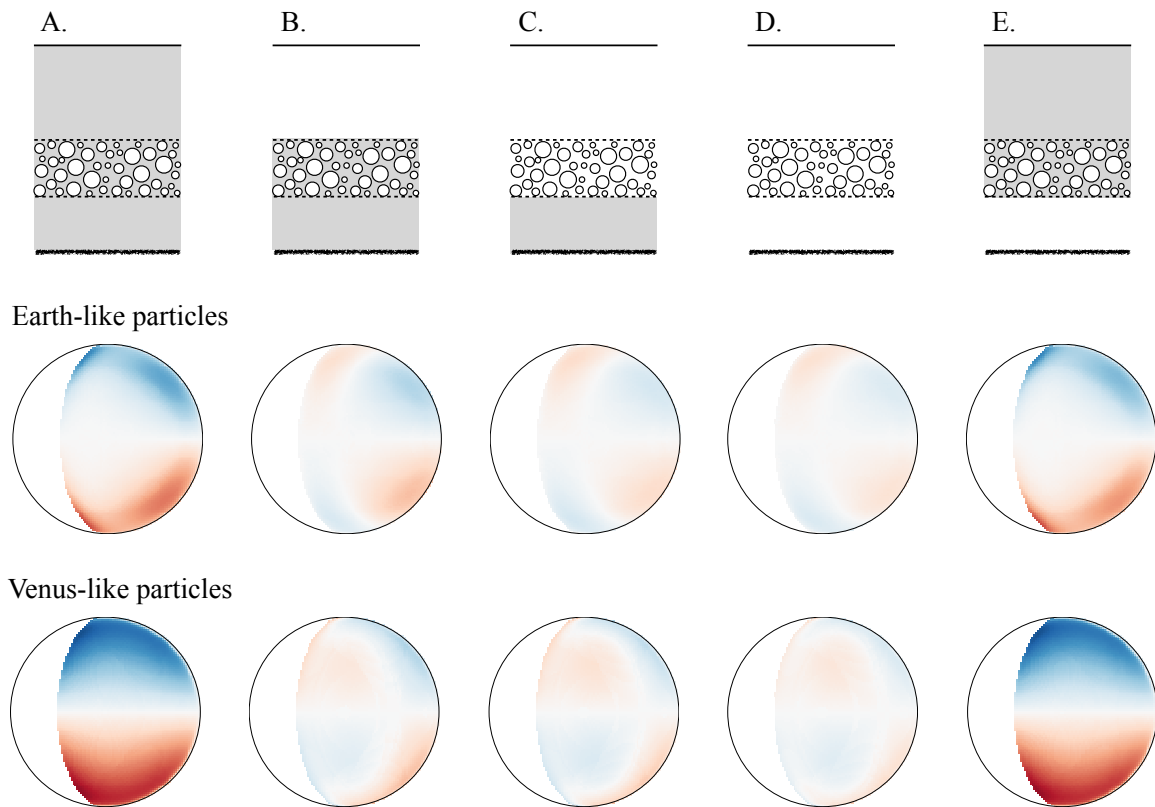 A.
B.
C.
D.
E.
Earth-like particles
Venus-like particles